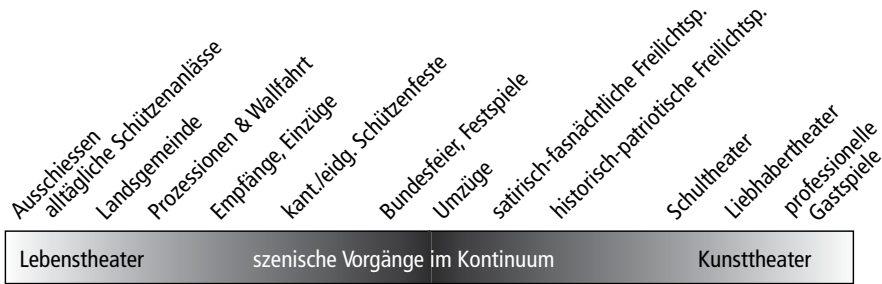 Ausschiessen
alltägliche Schützenanlässe
Landsgemeinde
Prozessionen & Wallfahrt
Empfänge, Einzüge
kant./eidg. Schützenfeste
Bundesfeier, Festspiele
Umzüge
satirisch-fasnächtliche Freilichtsp.
historisch-patriotische Freilichtsp.
Schultheater
Liebhabertheater
professionelle
Gastspiele
Lebenstheater
szenische Vorgänge im Kontinuum
Kunsttheater